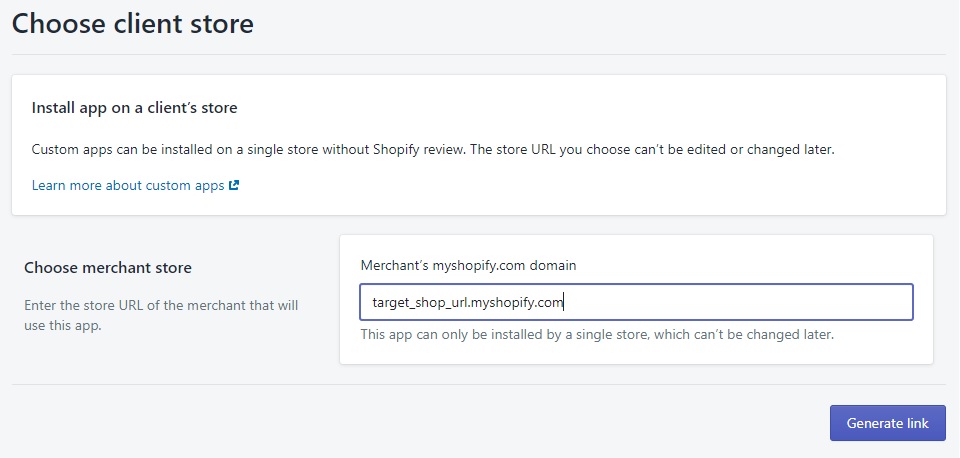 Choose client store
Install app on a client's store
Custom apps can be installed on a single store without Shopify review. The store URL you choose can't be edited or changed later.
Learn more about custom apps
Choose merchant store
Enter the store URL of the merchant that will
use this app.
Merchant's myshopify.com domain
target_shop_url.myshopify.com
This app can only be installed by a single store, which can't be changed later.
Generate link